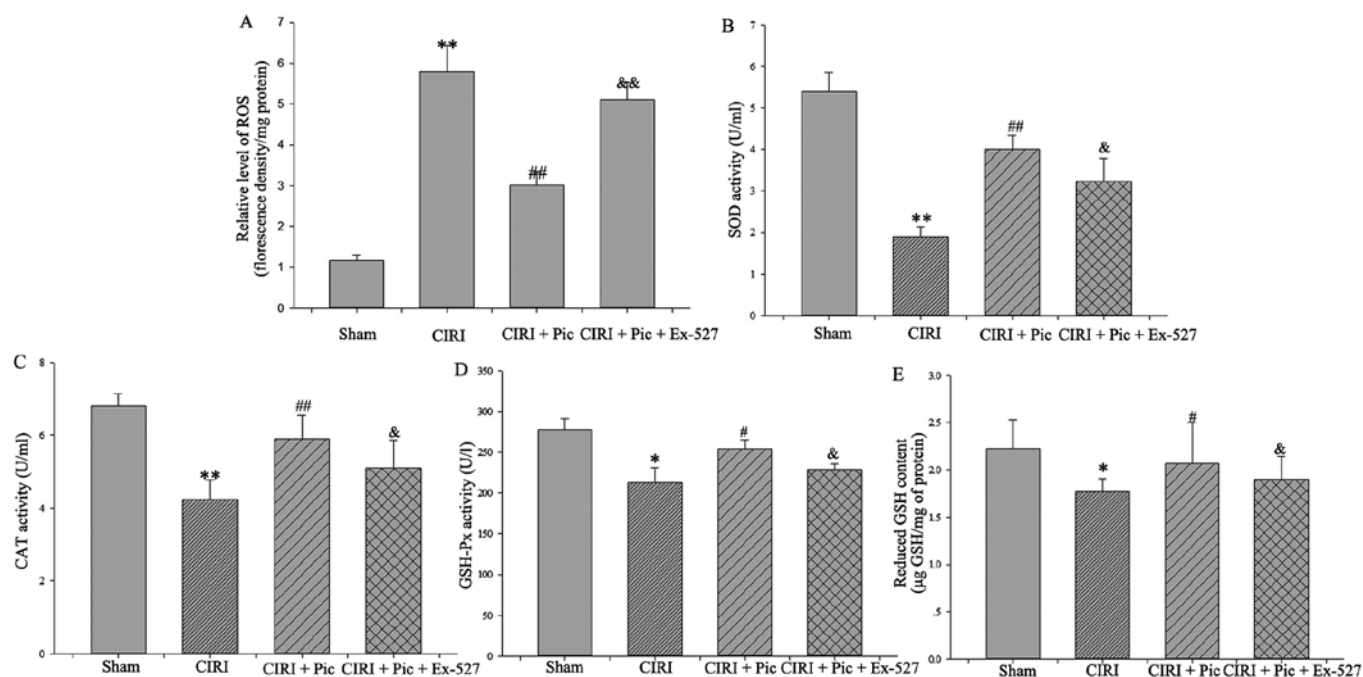 A
Relative level of ROS
(florescence density/mg protein)
7
6
5
4
3
2
1
0
**
##
&&
Sham
CIRI
CIRI + Pic
CIRI + Pic + Ex-527
B
SOD activity (U/ml)
7
6
5
4
3
2
1
0
**
##
&
Sham
CIRI
CIRI + Pic
CIRI + Pic + Ex-527
C
CAT activity (U/ml)
8
6
4
2
0
**
##
&
Sham
CIRI
CIRI + Pic
CIRI + Pic + Ex-527
D
GSH-Px activity (U/l)
350
300
250
200
150
100
50
0
*
#
&
Sham
CIRI
CIRI + Pic
CIRI + Pic + Ex-527
E
Reduced GSH content
(μg GSH/mg of protein)
3.0
2.5
2.0
1.5
1.0
.5
0.0
*
#
&
Sham
CIRI
CIRI + Pic
CIRI + Pic + Ex-527